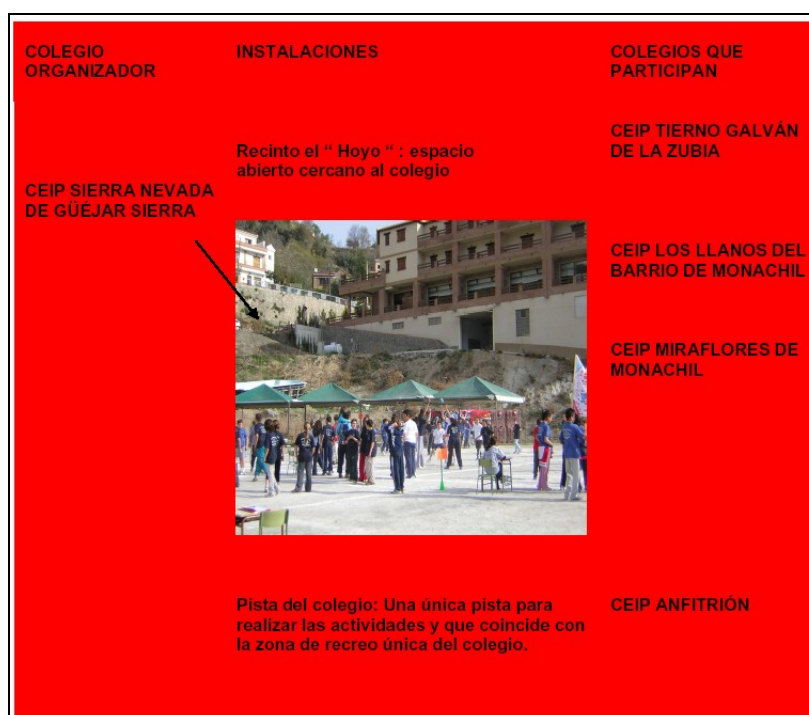 COLEGIO
ORGANIZADOR
INSTALACIONES
COLEGIOS QUE
PARTICIPAN
CEIP SIERRA NEVADA
DE GÜÉJAR SIERRA
Recinto el “ Hoyo “ : espacio
abierto cercano al colegio
CEIP TIERNO GALVÁN
DE LA ZUBIA
CEIP LOS LLANOS DEL
BARRIO DE MONACHIL
CEIP MIRAFLORES DE
MONACHIL
Pista del colegio: Una única pista para
realizar las actividades y que coincide con
la zona de recreo única del colegio.
CEIP ANFITRIÓN